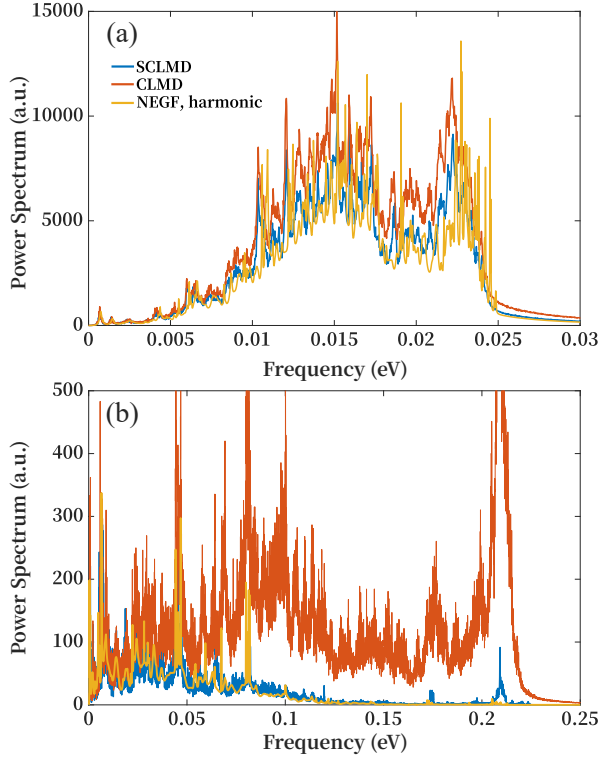 (a)
SCLMD
CLMD
NEGF, harmonic
Power Spectrum (a.u.)
15000
10000
5000
0
0 0.005 0.01 0.015 0.02 0.025 0.03
Frequency (eV)
(b)
Power Spectrum (a.u.)
500
400
300
200
100
0
0 0.05 0.1 0.15 0.2 0.25
Frequency (eV)